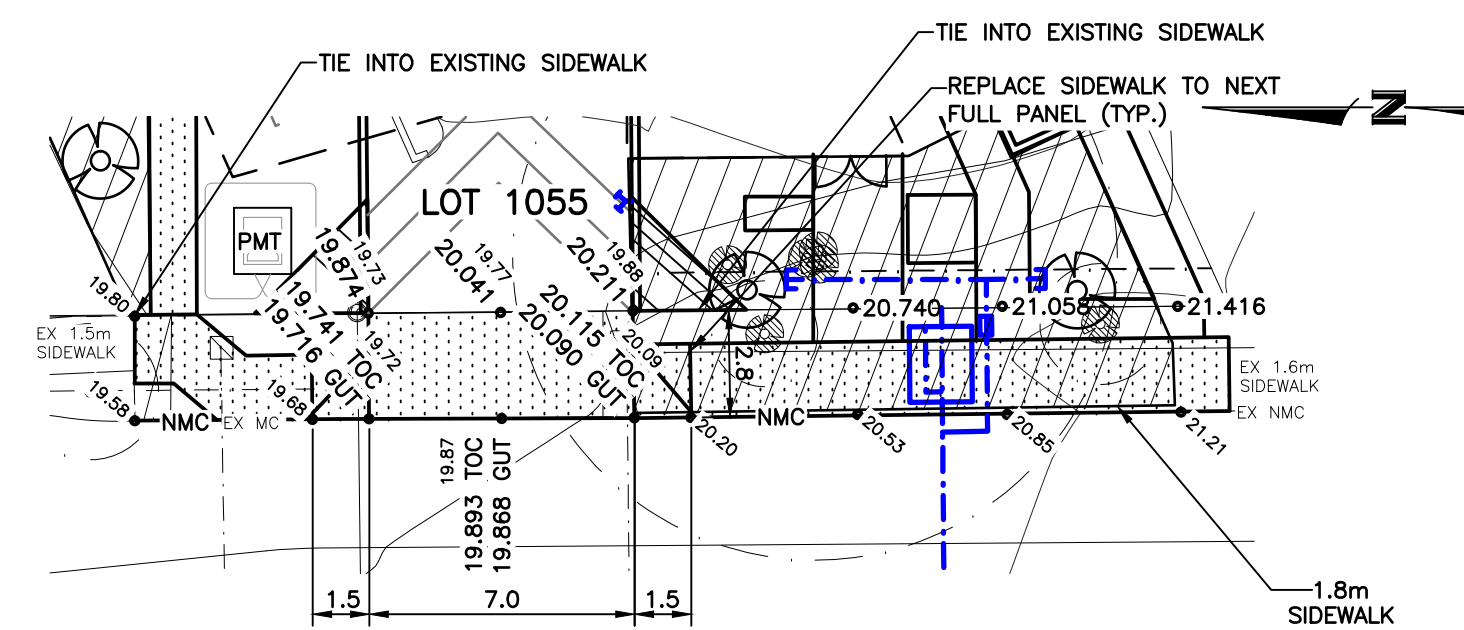 TIE INTO EXISTING SIDEWALK
TIE INTO EXISTING SIDEWALK
REPLACE SIDEWALK TO NEXT
FULL PANEL (TYP.)
N
LOT 1055
PMT
19.80
19.874
19.73
19.741 TOC
19.716 GUT
19.72
19.77
20.041
19.88
20.211
20.115 TOC
20.090 GUT
20.09
20.740
21.058
21.416
EX 1.5m
SIDEWALK
2.8
EX 1.6m
SIDEWALK
19.58
NMC
EX MC
19.68
20.20
NMC
20.53
20.85
21.21
EX NMC
19.87
19.893 TOC
19.868 GUT
1.5
7.0
1.5
1.8m
SIDEWALK